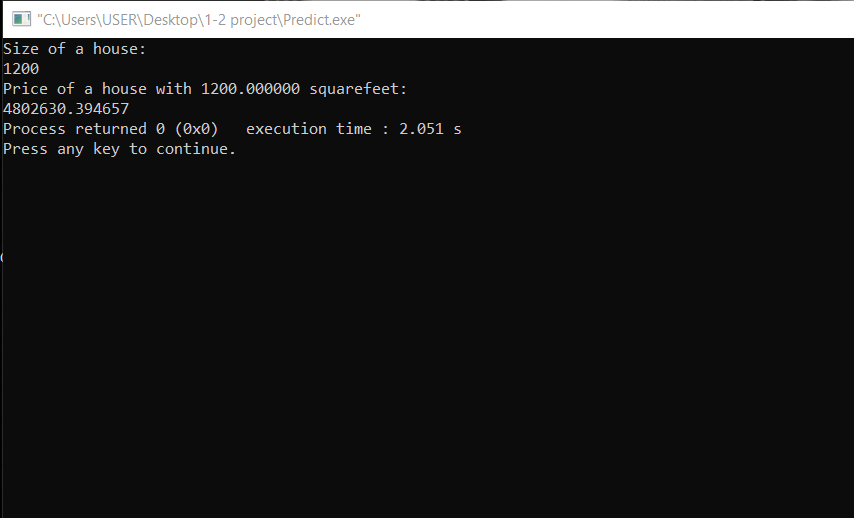 "C:\Users\USER\Desktop\1-2 project\Predict.exe"
Size of a house:
1200
Price of a house with 1200.000000 squarefeet:
4802630.394657
Process returned 0 (0x0)   execution time : 2.051 s
Press any key to continue.